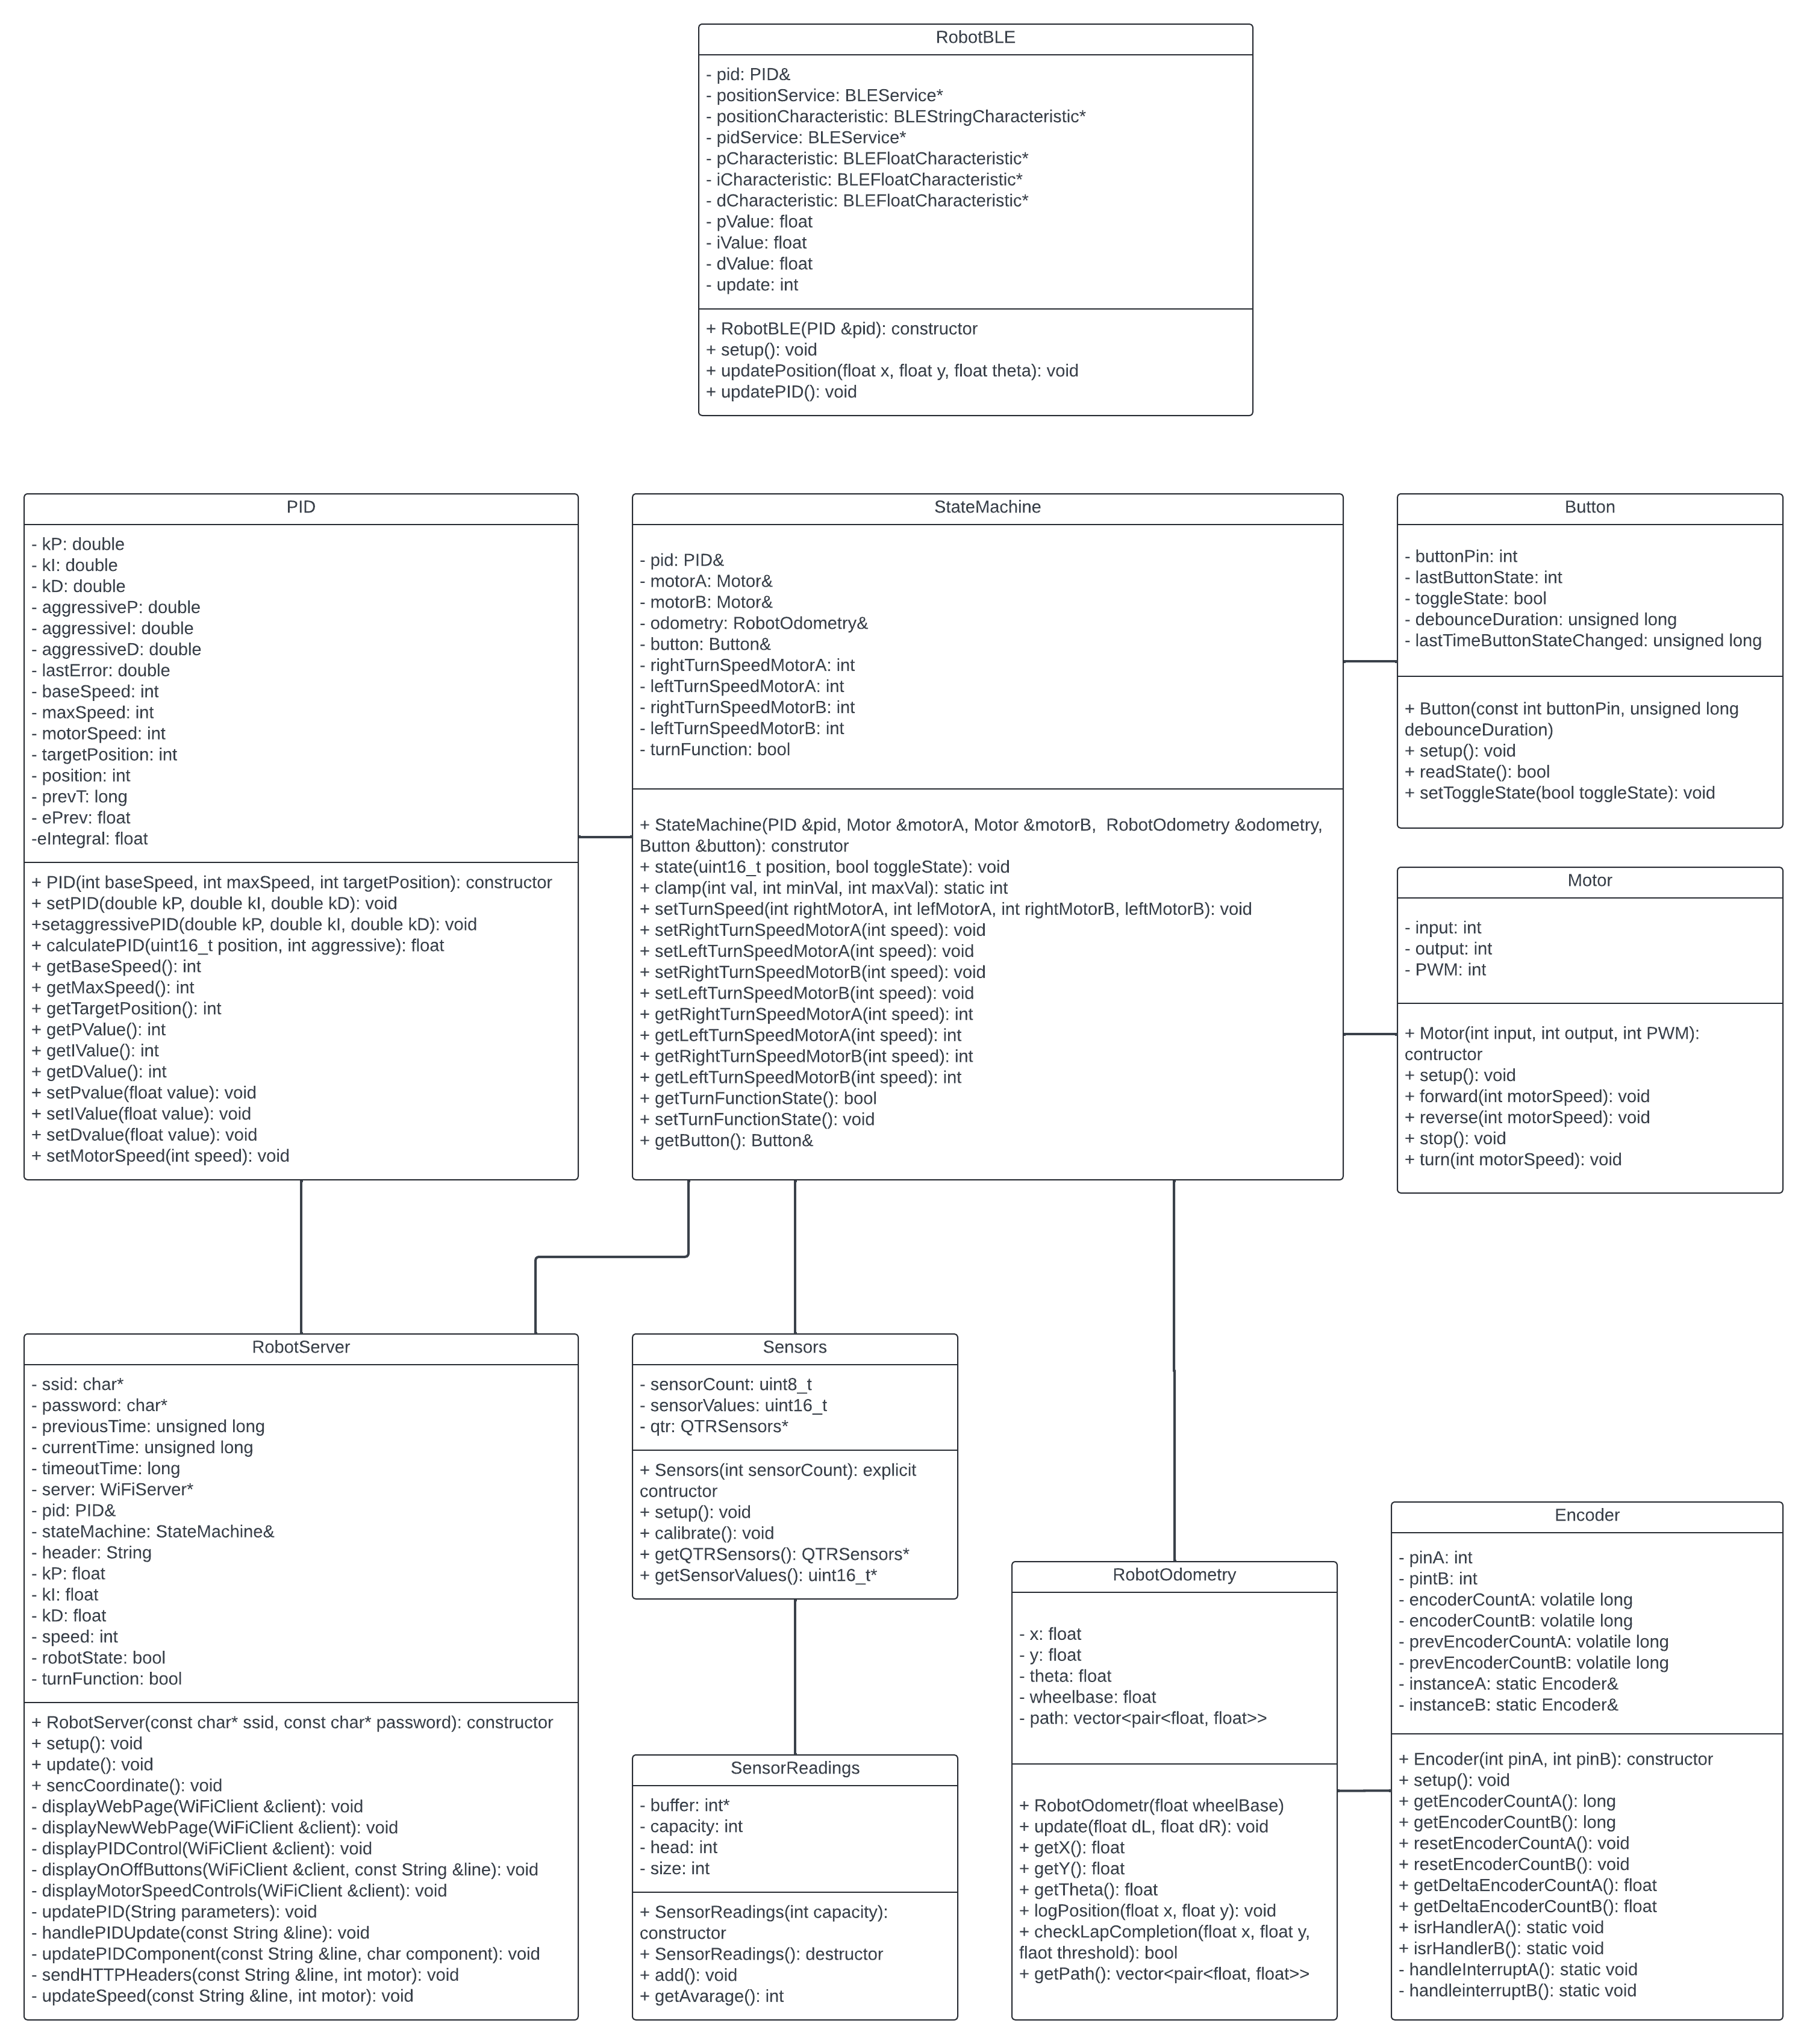 RobotBLE
- pid: PID&
- positionService: BLEService*
- positionCharacteristic: BLEStringCharacteristic*
- pidService: BLEService*
- pCharacteristic: BLEFloatCharacteristic*
- iCharacteristic: BLEFloatCharacteristic*
- dCharacteristic: BLEFloatCharacteristic*
- pValue: float
- iValue: float
- dValue: float
- update: int
+ RobotBLE(PID &pid): constructor
+ setup(): void
+ updatePosition(float x, float y, float theta): void
+ updatePID(): void
PID
- kP: double
- kI: double
- kD: double
- aggressiveP: double
- aggressiveI: double
- aggressiveD: double
- lastError: double
- baseSpeed: int
- maxSpeed: int
- motorSpeed: int
- targetPosition: int
- position: int
- prevT: long
- ePrev: float
-eIntegral: float
+ PID(int baseSpeed, int maxSpeed, int targetPosition): constructor
+ setPID(double kP, double kI, double kD): void
+setaggressivePID(double kP, double kI, double kD): void
+ calculatePID(uint16_t position, int aggressive): float
+ getBaseSpeed(): int
+ getMaxSpeed(): int
+ getTargetPosition(): int
+ getPValue(): int
+ getIValue(): int
+ getDValue(): int
+ setPvalue(float value): void
+ setIValue(float value): void
+ setDvalue(float value): void
+ setMotorSpeed(int speed): void
StateMachine
- pid: PID&
- motorA: Motor&
- motorB: Motor&
- odometry: RobotOdometry&
- button: Button&
- rightTurnSpeedMotorA: int
- leftTurnSpeedMotorA: int
- rightTurnSpeedMotorB: int
- leftTurnSpeedMotorB: int
- turnFunction: bool
+ StateMachine(PID &pid, Motor &motorA, Motor &motorB,  RobotOdometry &odometry,
Button &button): construtor
+ state(uint16_t position, bool toggleState): void
+ clamp(int val, int minVal, int maxVal): static int
+ setTurnSpeed(int rightMotorA, int lefMotorA, int rightMotorB, leftMotorB): void
+ setRightTurnSpeedMotorA(int speed): void
+ setLeftTurnSpeedMotorA(int speed): void
+ setRightTurnSpeedMotorB(int speed): void
+ setLeftTurnSpeedMotorB(int speed): void
+ getRightTurnSpeedMotorA(int speed): int
+ getLeftTurnSpeedMotorA(int speed): int
+ getRightTurnSpeedMotorB(int speed): int
+ getLeftTurnSpeedMotorB(int speed): int
+ getTurnFunctionState(): bool
+ setTurnFunctionState(): void
+ getButton(): Button&
Button
- buttonPin: int
- lastButtonState: int
- toggleState: bool
- debounceDuration: unsigned long
- lastTimeButtonStateChanged: unsigned long
+ Button(const int buttonPin, unsigned long
debounceDuration)
+ setup(): void
+ readState(): bool
+ setToggleState(bool toggleState): void
Motor
- input: int
- output: int
- PWM: int
+ Motor(int input, int output, int PWM):
contructor
+ setup(): void
+ forward(int motorSpeed): void
+ reverse(int motorSpeed): void
+ stop(): void
+ turn(int motorSpeed): void
RobotServer
- ssid: char*
- password: char*
- previousTime: unsigned long
- currentTime: unsigned long
- timeoutTime: long
- server: WiFiServer*
- pid: PID&
- stateMachine: StateMachine&
- header: String
- kP: float
- kI: float
- kD: float
- speed: int
- robotState: bool
- turnFunction: bool
+ RobotServer(const char* ssid, const char* password): constructor
+ setup(): void
+ update(): void
+ sencCoordinate(): void
- displayWebPage(WiFiClient &client): void
- displayNewWebPage(WiFiClient &client): void
- displayPIDControl(WiFiClient &client): void
- displayOnOffButtons(WiFiClient &client, const String &line): void
- displayMotorSpeedControls(WiFiClient &client): void
- updatePID(String parameters): void
- handlePIDUpdate(const String &line): void
- updatePIDComponent(const String &line, char component): void
- sendHTTPHeaders(const String &line, int motor): void
- updateSpeed(const String &line, int motor): void
Sensors
- sensorCount: uint8_t
- sensorValues: uint16_t
- qtr: QTRSensors*
+ Sensors(int sensorCount): explicit
contructor
+ setup(): void
+ calibrate(): void
+ getQTRSensors(): QTRSensors*
+ getSensorValues(): uint16_t*
SensorReadings
- buffer: int*
- capacity: int
- head: int
- size: int
+ SensorReadings(int capacity):
constructor
+ SensorReadings(): destructor
+ add(): void
+ getAvarage(): int
RobotOdometry
- x: float
- y: float
- theta: float
- wheelbase: float
- path: vector<pair<float, float>>
+ RobotOdometr(float wheelBase)
+ update(float dL, float dR): void
+ getX(): float
+ getY(): float
+ getTheta(): float
+ logPosition(float x, float y): void
+ checkLapCompletion(float x, float y,
flaot threshold): bool
+ getPath(): vector<pair<float, float>>
Encoder
- pinA: int
- pintB: int
- encoderCountA: volatile long
- encoderCountB: volatile long
- prevEncoderCountA: volatile long
- prevEncoderCountB: volatile long
- instanceA: static Encoder&
- instanceB: static Encoder&
+ Encoder(int pinA, int pinB): constructor
+ setup(): void
+ getEncoderCountA(): long
+ getEncoderCountB(): long
+ resetEncoderCountA(): void
+ resetEncoderCountB(): void
+ getDeltaEncoderCountA(): float
+ getDeltaEncoderCountB(): float
+ isrHandlerA(): static void
+ isrHandlerB(): static void
- handleInterruptA(): static void
- handleinterruptB(): static void